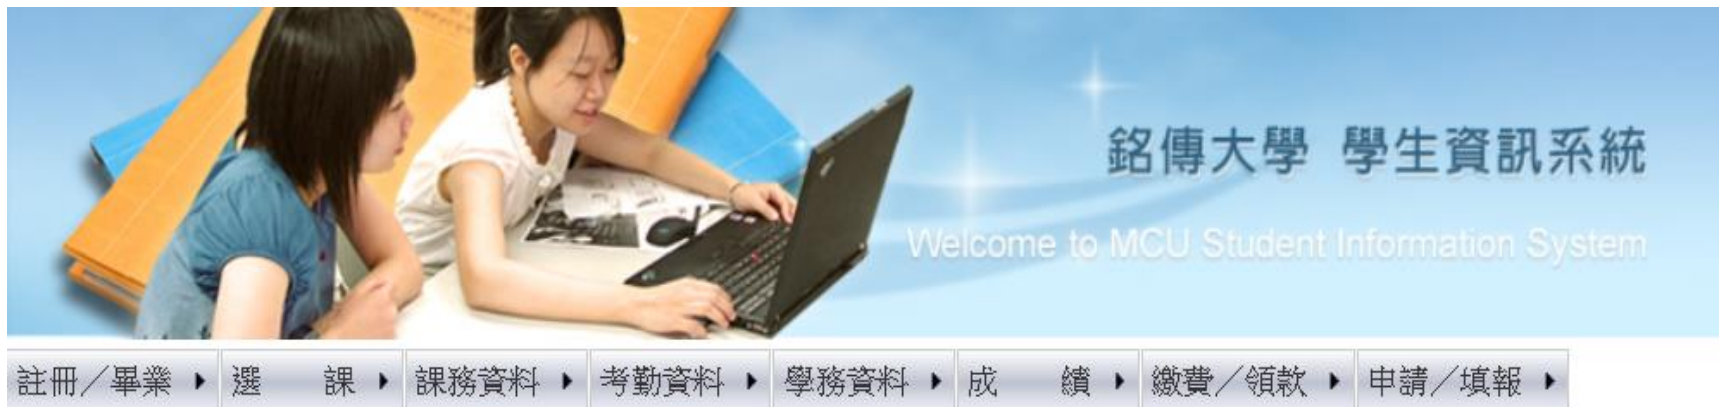 銘傳大學 學生資訊系統
Welcome to MCU Student Information System
註冊／畢業 選 課 課務資料 考勤資料 學務資料 成 績 繳費／領款 申請／填報